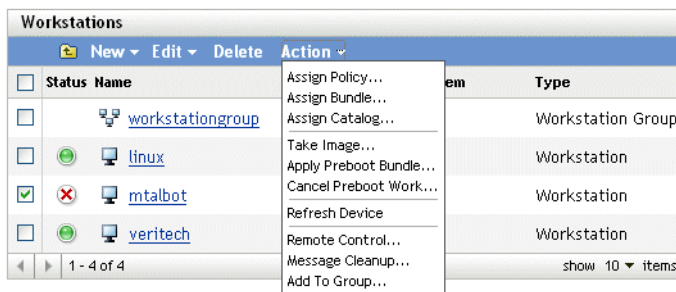 Workstations
New Edit Delete Action
Status Name em Type
workstationgroup Workstation Group
linux Workstation
mtalbot Workstation
veritech Workstation
1 - 4 of 4 show 10 items
Assign Policy...
Assign Bundle...
Assign Catalog...
Take Image...
Apply Preboot Bundle...
Cancel Preboot Work...
Refresh Device
Remote Control...
Message Cleanup...
Add To Group...